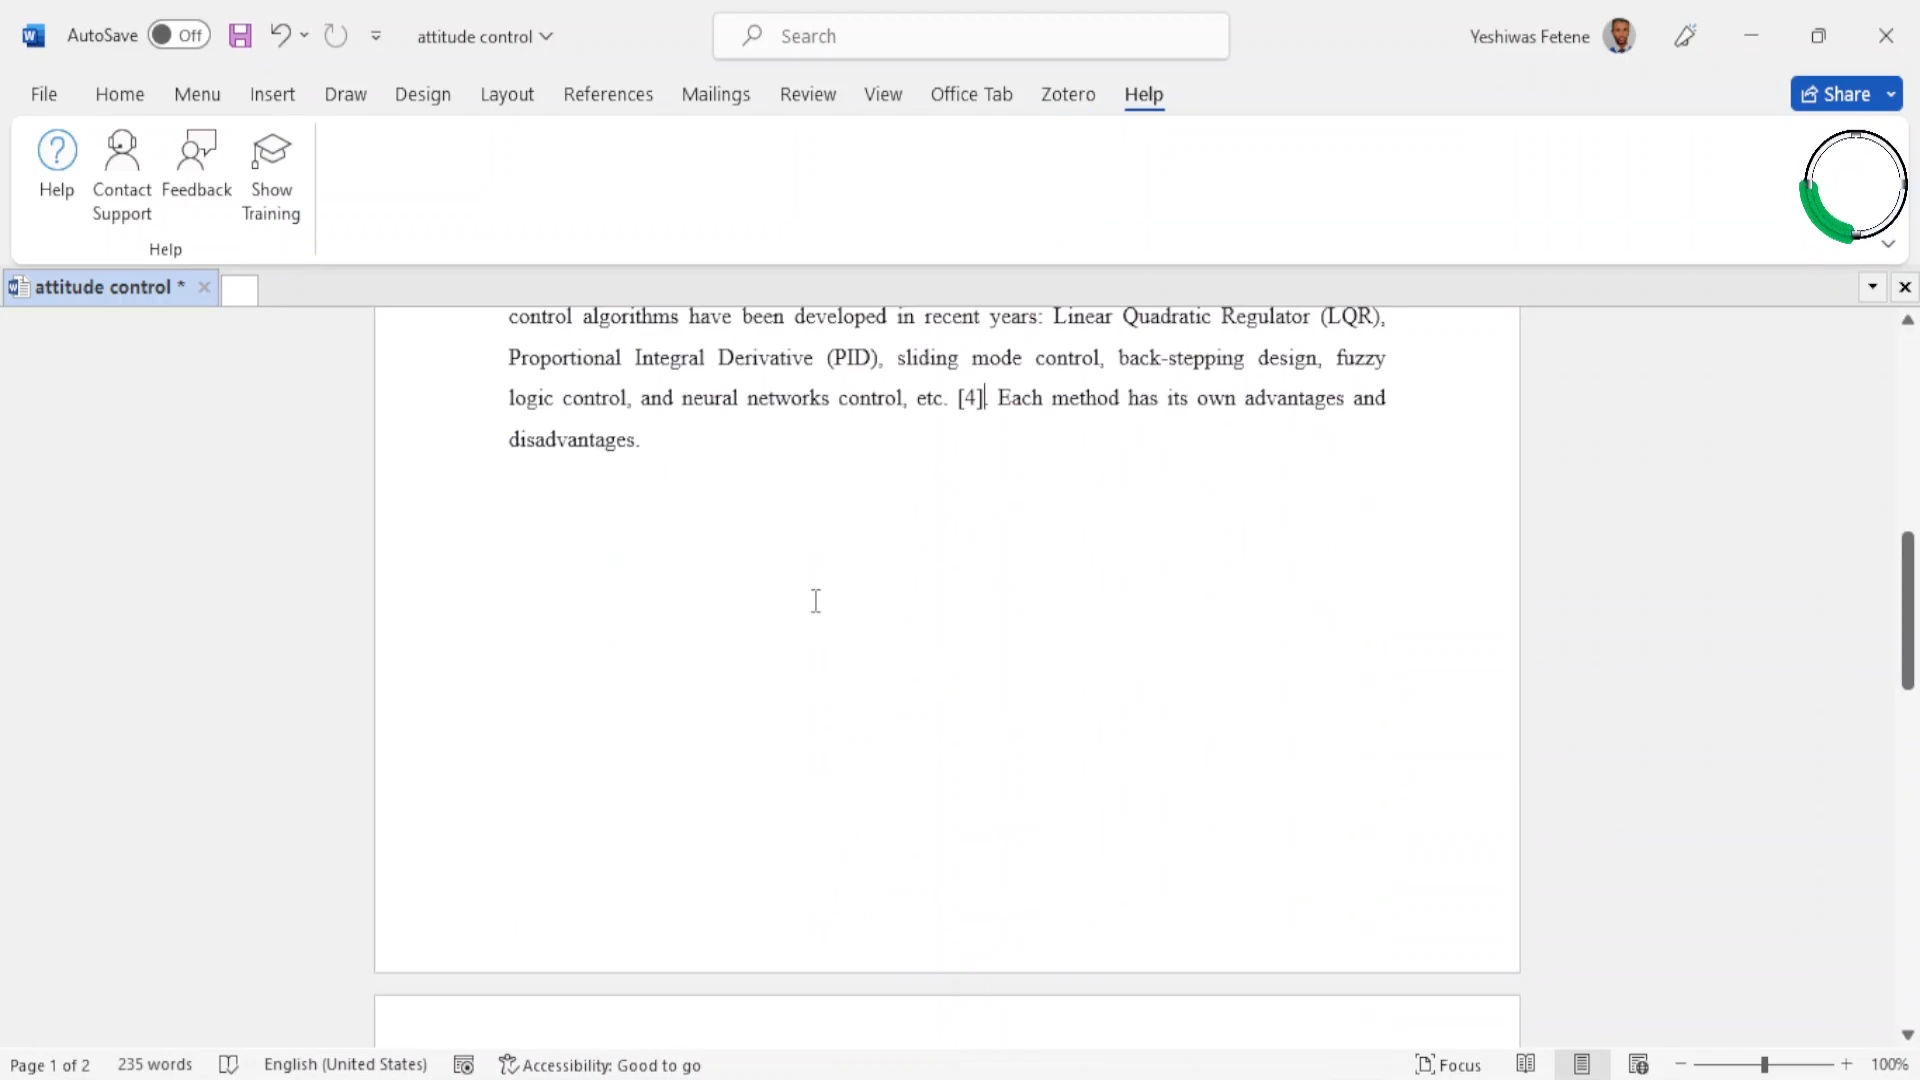 AutoSave Off attitude control Search Yeshiwas Fetene
File Home Menu Insert Draw Design Layout References Mailings Review View Office Tab Zotero Help Share
Help Contact Support Feedback Show Training
Help
attitude control *
control algorithms have been developed in recent years: Linear Quadratic Regulator (LQR),
Proportional Integral Derivative (PID), sliding mode control, back-stepping design, fuzzy
logic control, and neural networks control, etc. [4]. Each method has its own advantages and
disadvantages.
Page 1 of 2 235 words English (United States) Accessibility: Good to go Focus 100%